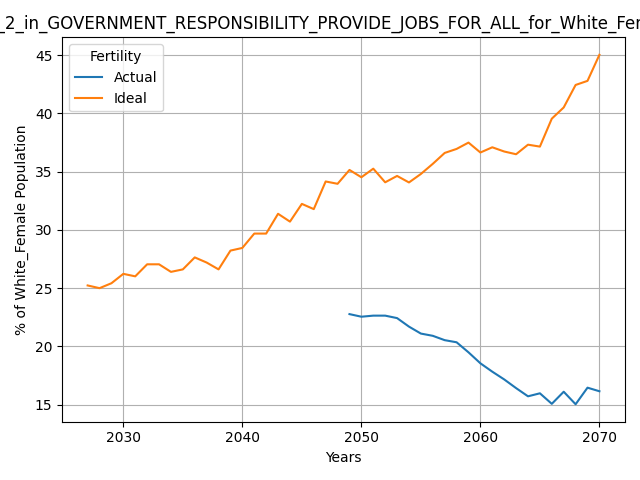 _2_in_GOVERNMENT_RESPONSIBILITY_PROVIDE_JOBS_FOR_ALL_for_White_Fem
Fertility
Actual
Ideal
% of White_Female Population
45
40
35
30
25
20
15
2030 2040 2050 2060 2070
Years